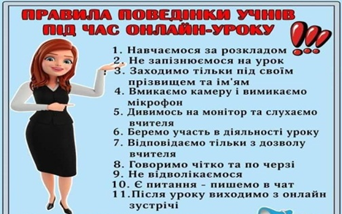 ПРАВИЛА ПОВЕДІНКИ УЧНІВ
ПІД ЧАС ОНЛАЙН-УРОКУ
1. Навчаємося за розкладом
2. Не запізнюємося на урок
3. Заходимо тільки під своїм
прізвищем та ім'ям
4. Вмикаємо камеру і вимикаємо
мікрофон
5. Дивимось на монітор та слухаємо
вчителя
6. Беремо участь в діяльності уроку
7. Відповідаємо тільки з дозволу
вчителя
8. Говоримо чітко та по черзі
9. Не відволікаємося
10. Є питання - пишемо в чат
11.Після уроку виходимо з онлайн
зустрічі